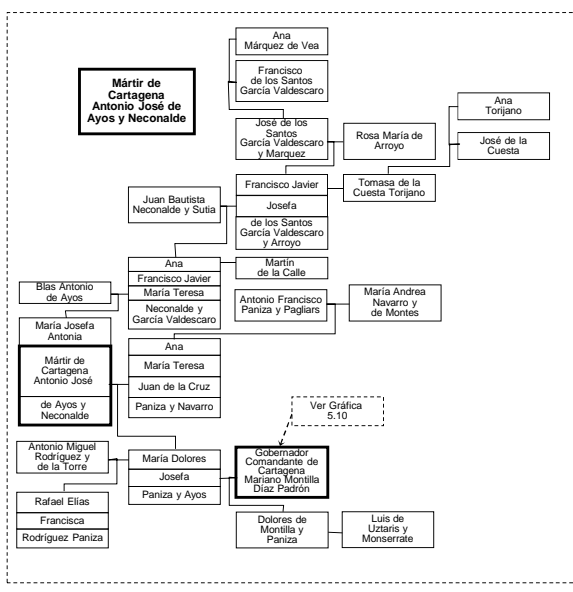 Ana
Márquez de Vea
Mártir de
Cartagena
Antonio José de
Ayos y Neconalde
Francisco
de los Santos
García Valdescaro
Ana
Torijano
José de los
Santos
García Valdescaro
y Marquez
Rosa María de
Arroyo
José de la
Cuesta
Juan Bautista
Neconalde y Sutia
Francisco Javier
Josefa
de los Santos
García Valdescaro
y Arroyo
Tomasa de la
Cuesta Torijano
Ana
Francisco Javier
María Teresa
Neconalde y
García Valdescaro
Martín
de la Calle
Blas Antonio
de Ayos
Antonio Francisco
Paniza y Pagliars
María Andrea
Navarro y
de Montes
María Josefa
Antonia
Mártir de
Cartagena
Antonio José
de Ayos y
Neconalde
Ana
María Teresa
Juan de la Cruz
Paniza y Navarro
Ver Gráfica
5.10
Antonio Miguel
Rodríguez y
de la Torre
María Dolores
Josefa
Paniza y Ayos
Gobernador
Comandante de
Cartagena
Mariano Montilla
Díaz Padrón
Rafael Elías
Francisca
Rodríguez Paniza
Dolores de
Montilla y
Paniza
Luis de
Uztaris y
Monserrate